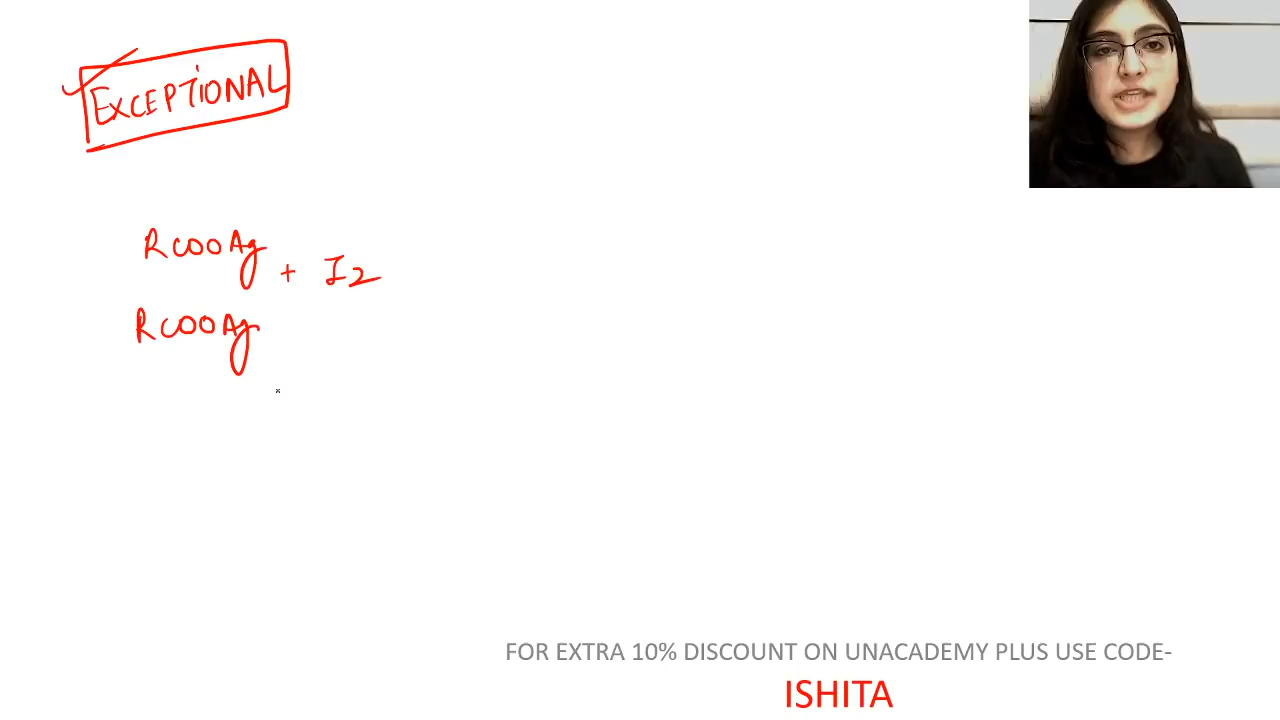 EXCEPTIONAL
RCOOAg + I2
RCOOAg
FOR EXTRA 10% DISCOUNT ON UNACADEMY PLUS USE CODE-
ISHITA